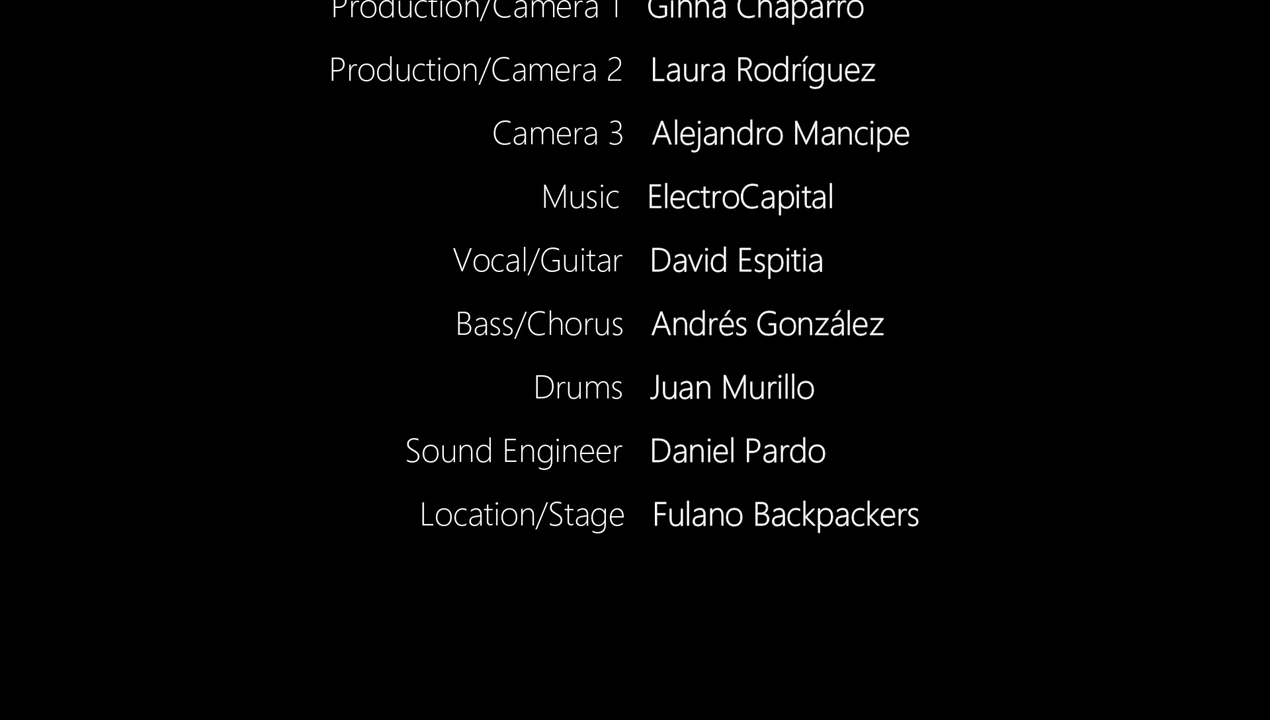 Production/Camera 1 Ginna Chaparro
Production/Camera 2 Laura Rodríguez
Camera 3 Alejandro Mancipe
Music ElectroCapital
Vocal/Guitar David Espitia
Bass/Chorus Andrés González
Drums Juan Murillo
Sound Engineer Daniel Pardo
Location/Stage Fulano Backpackers